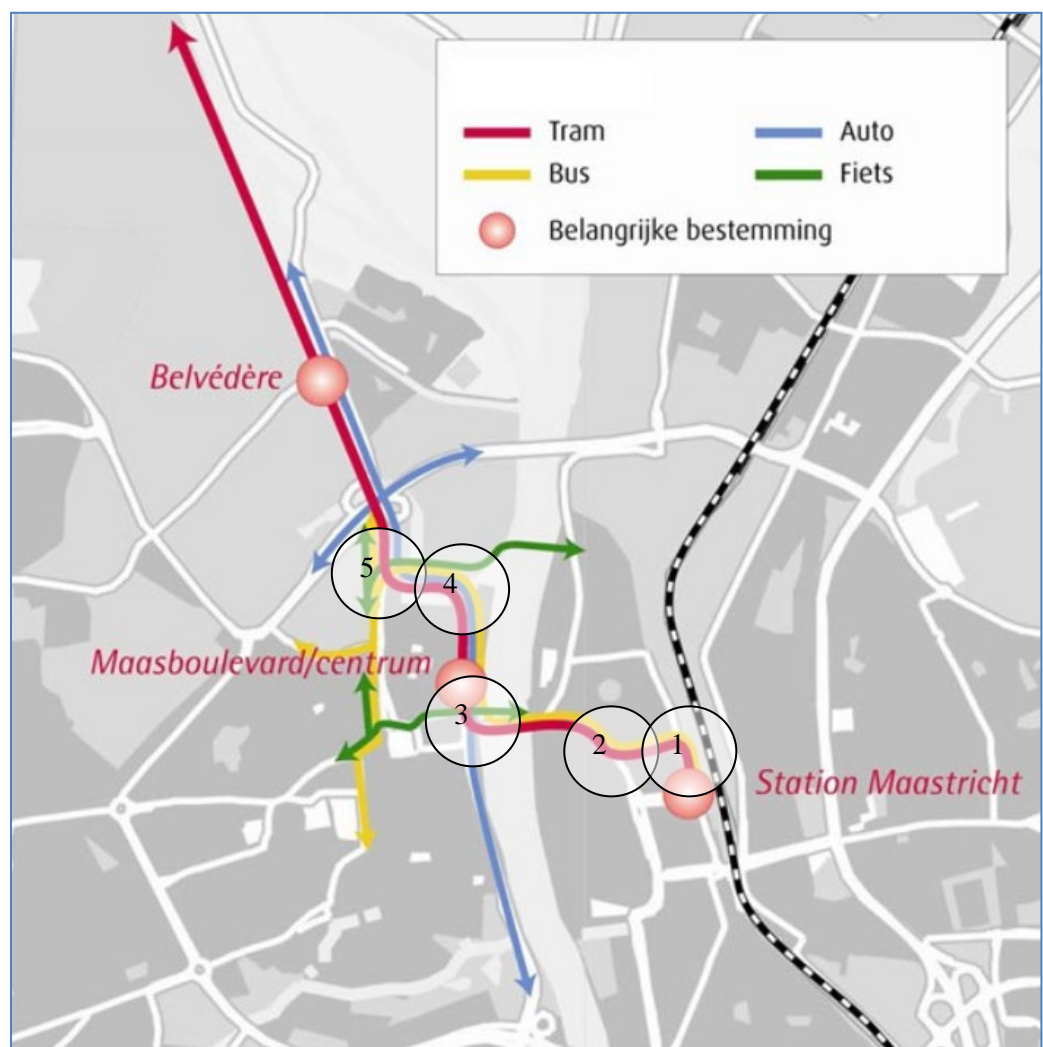 Tram
Auto
Bus
Fiets
Belangrijke bestemming
Belvédère
5
4
Maasboulevard/centrum
3
2
1
Station Maastricht